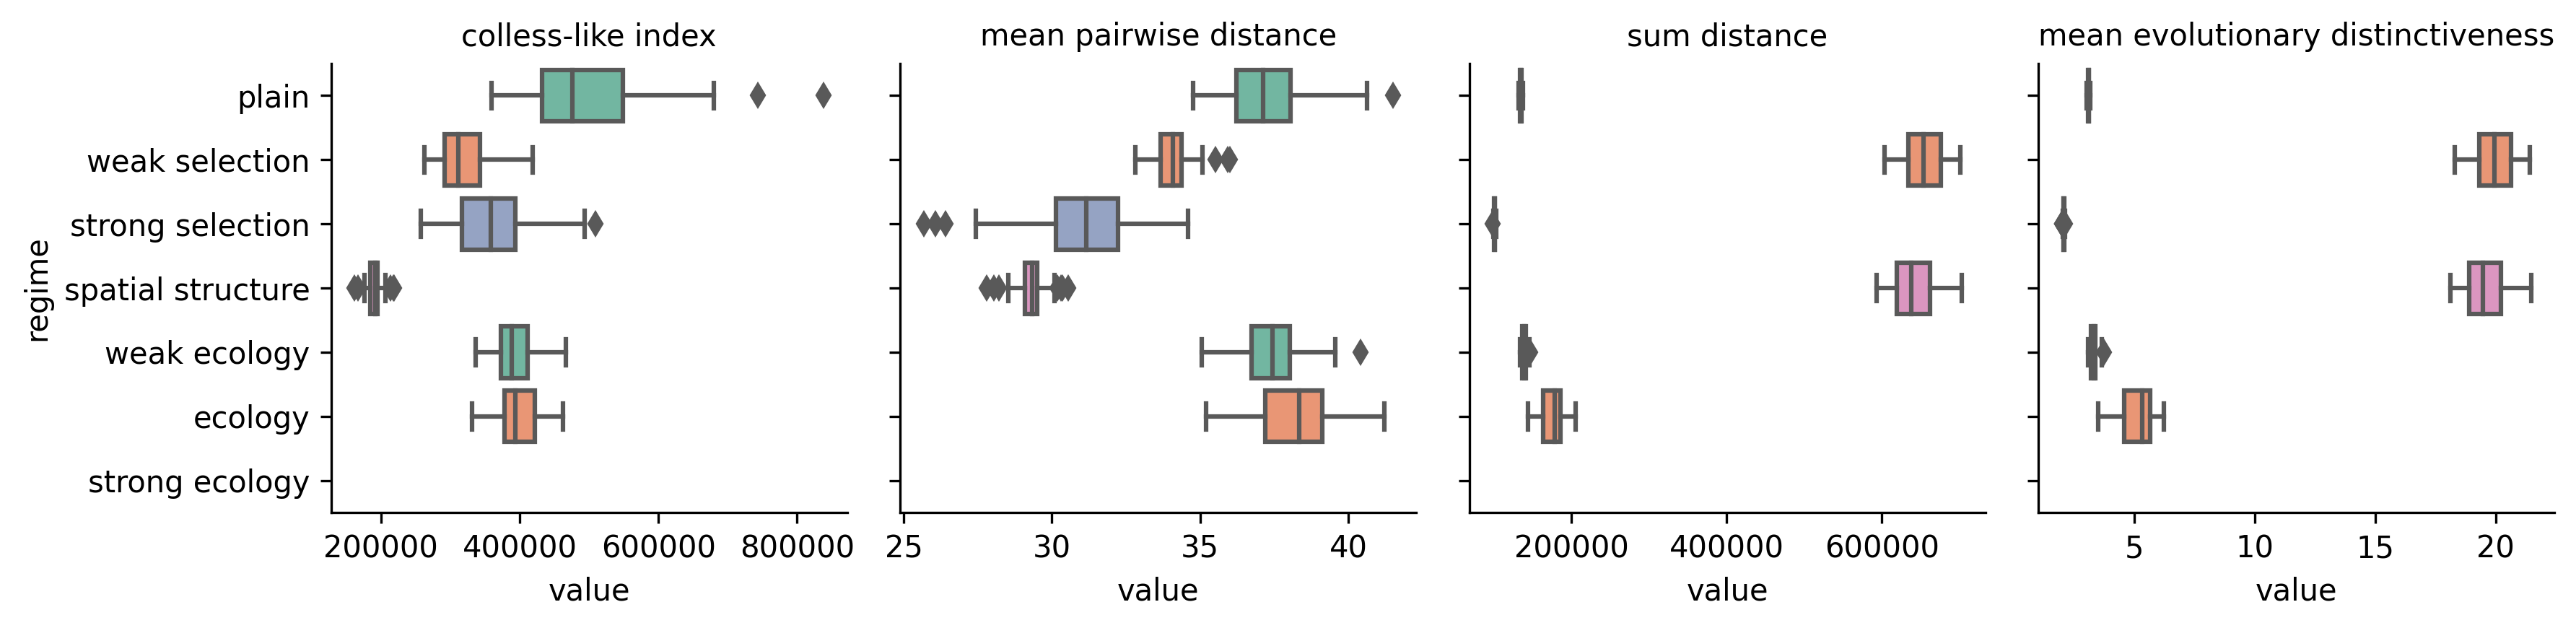 colless-like index
mean pairwise distance
sum distance
mean evolutionary distinctiveness
regime
plain
weak selection
strong selection
spatial structure
weak ecology
ecology
strong ecology
200000 400000 600000 800000
25 30 35 40
200000 400000 600000
5 10 15 20
value
value
value
value